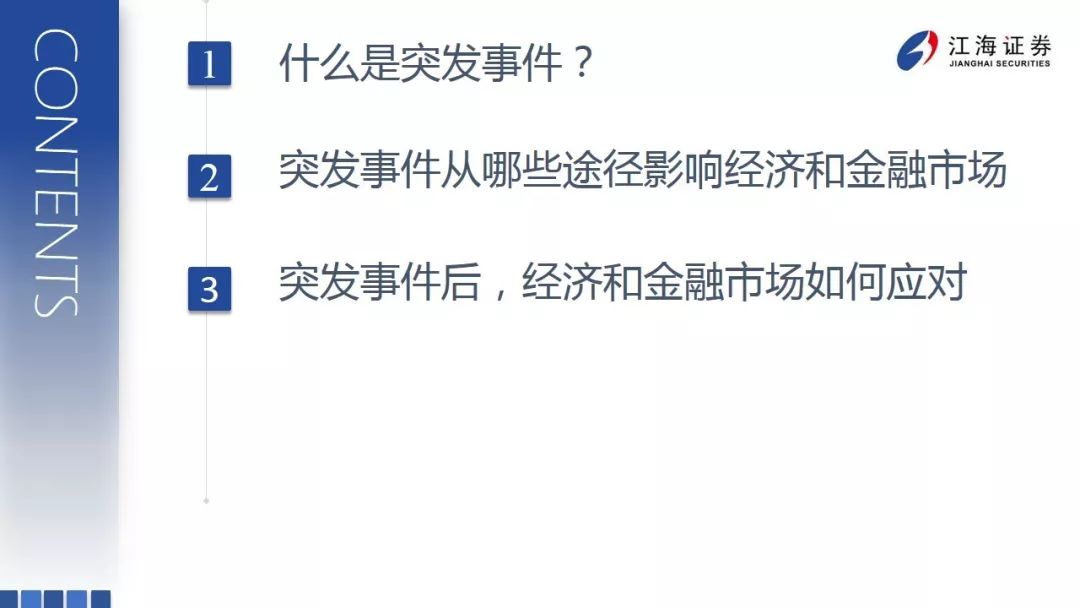 CONTENTS
1 什么是突发事件？
江海证券
JIANGHAI SECURITIES
2 突发事件从哪些途径影响经济和金融市场
3 突发事件后，经济和金融市场如何应对